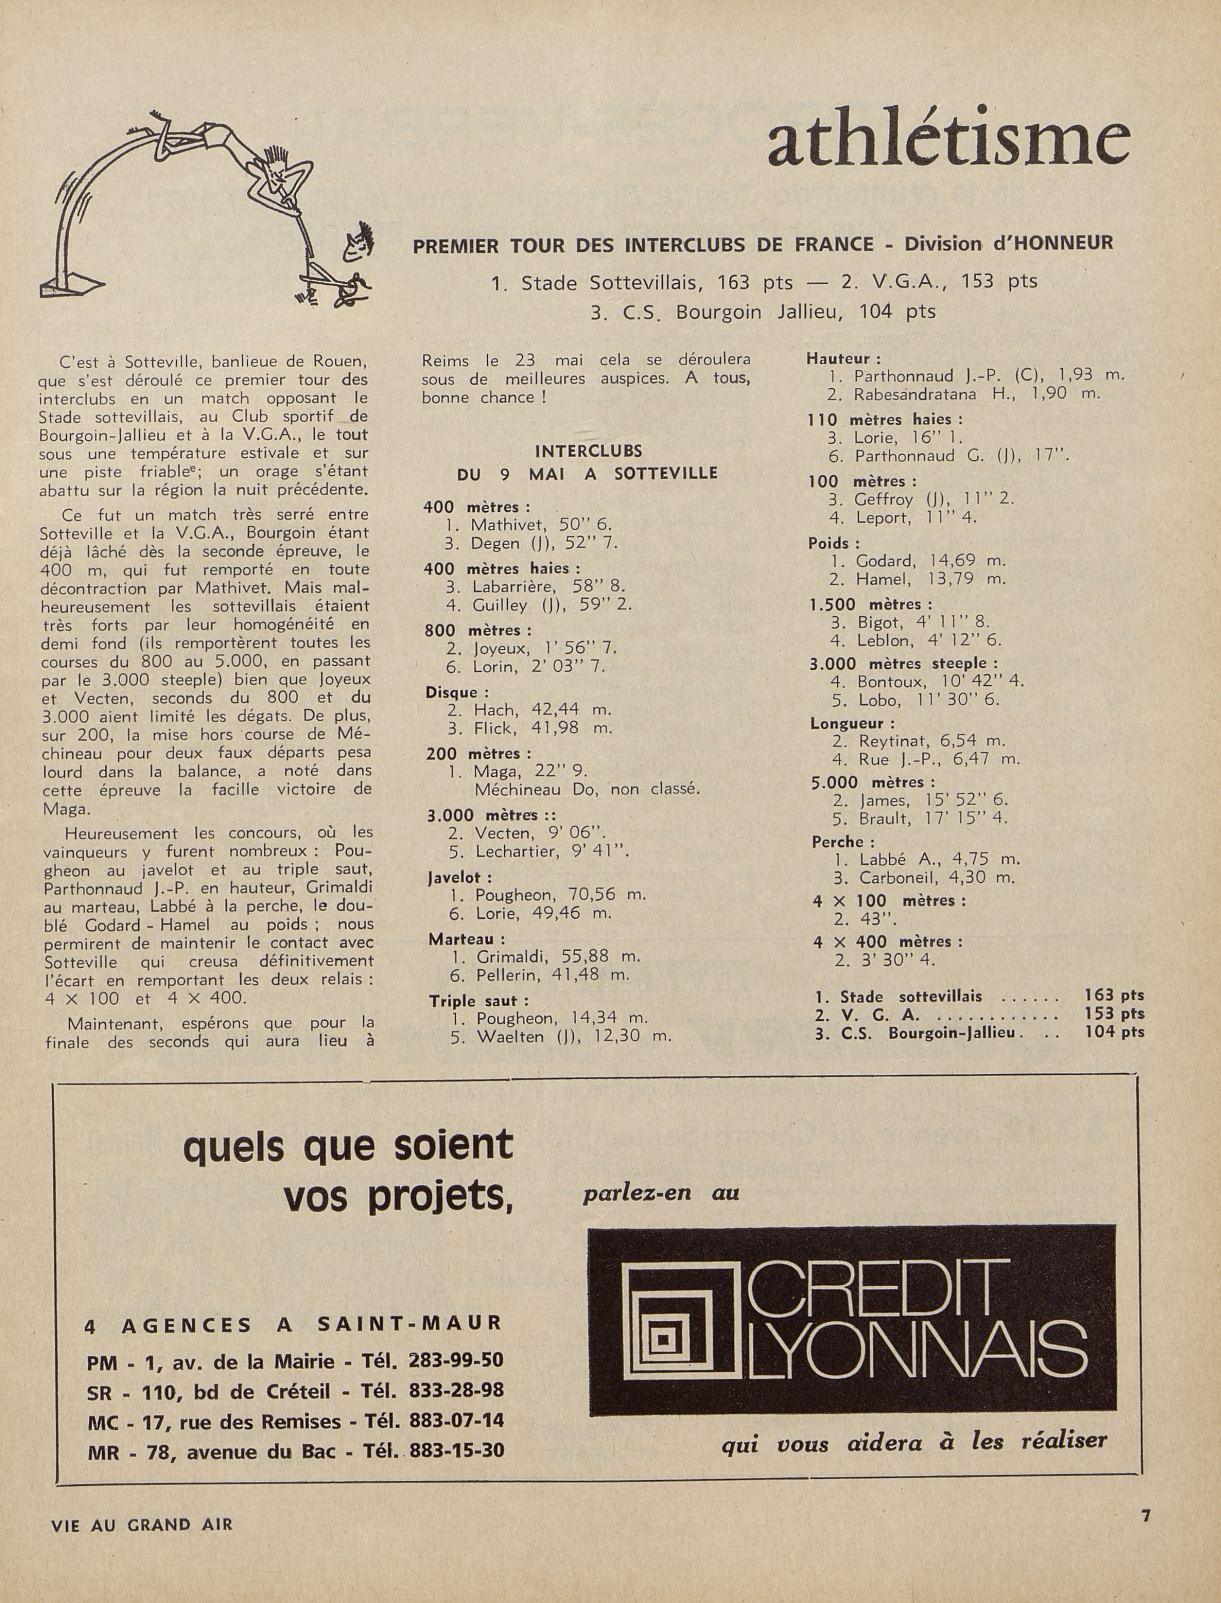 athlétisme
PREMIER TOUR DES INTERCLUBS DE FRANCE - Division d'HONNEUR
1. Stade Sottevillais, 163 pts — 2. V.G.A., 153 pts
3. C.S. Bourgoin Jallieu, 104 pts
C'est à Sotteville, banlieue de Rouen,
que s'est déroulé ce premier tour des
interclubs en un match opposant le
Stade sottevillais, au Club sportif de
Bourgoin-Jallieu et à la V.G.A., le tout
sous une température estivale et sur
une piste friableᵉ; un orage s'étant
abattu sur la région la nuit précédente.
Ce fut un match très serré entre
Sotteville et la V.G.A., Bourgoin étant
déjà lâché dès la seconde épreuve, le
400 m, qui fut remporté en toute
décontraction par Mathivet. Mais mal-
heureusement les sottevillais étaient
très forts par leur homogénéité en
demi fond (ils remportèrent toutes les
courses du 800 au 5.000, en passant
par le 3.000 steeple) bien que Joyeux
et Vecten, seconds du 800 et du
3.000 aient limité les dégats. De plus,
sur 200, la mise hors course de Mé-
chineau pour deux faux départs pesa
lourd dans la balance, a noté dans
cette épreuve la facille victoire de
Maga.
Heureusement les concours, où les
vainqueurs y furent nombreux : Pou-
gheon au javelot et au triple saut,
Parthonnaud J.-P. en hauteur, Grimaldi
au marteau, Labbé à la perche, le dou-
blé Godard - Hamel au poids ; nous
permirent de maintenir le contact avec
Sotteville qui creusa définitivement
l'écart en remportant les deux relais :
4 X 100 et 4 X 400.
Maintenant, espérons que pour la
finale des seconds qui aura lieu à
Reims le 23 mai cela se déroulera
sous de meilleures auspices. A tous,
bonne chance !
INTERCLUBS
DU 9 MAI A SOTTEVILLE
400 mètres :
1. Mathivet, 50'' 6.
3. Degen (J), 52'' 7.
400 mètres haies :
3. Labarrière, 58'' 8.
4. Guilley (J), 59'' 2.
800 mètres :
2. Joyeux, 1' 56'' 7.
6. Lorin, 2' 03'' 7.
Disque :
2. Hach, 42,44 m.
3. Flick, 41,98 m.
200 mètres :
1. Maga, 22'' 9.
Méchineau Do, non classé.
3.000 mètres ::
2. Vecten, 9' 06''.
5. Lechartier, 9' 41''.
Javelot :
1. Pougheon, 70,56 m.
6. Lorie, 49,46 m.
Marteau :
1. Grimaldi, 55,88 m.
6. Pellerin, 41,48 m.
Triple saut :
1. Pougheon, 14,34 m.
5. Waelten (J), 12,30 m.
Hauteur :
1. Parthonnaud J.-P. (C), 1,93 m.
2. Rabesandratana H., 1,90 m.
110 mètres haies :
3. Lorie, 16'' 1.
6. Parthonnaud G. (J), 17''.
100 mètres :
3. Geffroy (J), 11'' 2.
4. Leport, 11'' 4.
Poids :
1. Godard, 14,69 m.
2. Hamel, 13,79 m.
1.500 mètres :
3. Bigot, 4' 11'' 8.
4. Leblon, 4' 12'' 6.
3.000 mètres steeple :
4. Bontoux, 10' 42'' 4.
5. Lobo, 11' 30'' 6.
Longueur :
2. Reytinat, 6,54 m.
4. Rue J.-P., 6,47 m.
5.000 mètres :
2. James, 15' 52'' 6.
5. Brault, 17' 15'' 4.
Perche :
1. Labbé A., 4,75 m.
3. Carboneil, 4,30 m.
4 X 100 mètres :
2. 43''.
4 X 400 mètres :
2. 3' 30'' 4.
1. Stade sottevillais ...... 163 pts
2. V. G. A. ............ 153 pts
3. C.S. Bourgoin-Jallieu. .. 104 pts
quels que soient
vos projets,
parlez-en au
CREDIT
LYONNAIS
4 AGENCES A SAINT-MAUR
PM - 1, av. de la Mairie - Tél. 283-99-50
SR - 110, bd de Créteil - Tél. 833-28-98
MC - 17, rue des Remises - Tél. 883-07-14
MR - 78, avenue du Bac - Tél. 883-15-30
qui vous aidera à les réaliser
VIE AU GRAND AIR
7